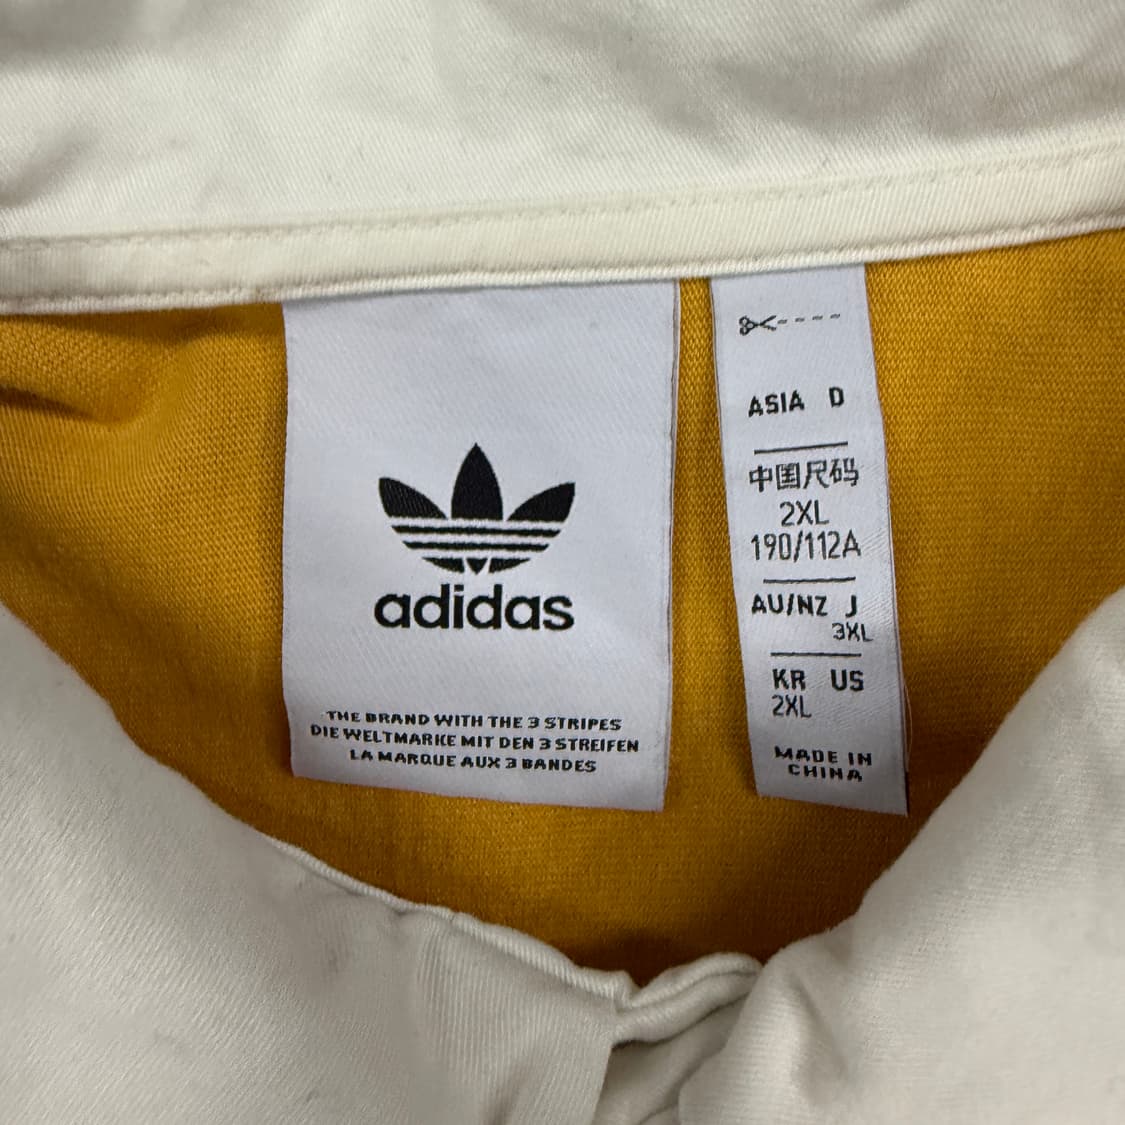 adidas
THE BRAND WITH THE 3 STRIPES
DIE WELTMARKE MIT DEN 3 STREIFEN
LA MARQUE AUX 3 BANDES
ASIA D
中国尺码
2XL
190/112A
AU/NZ J
3XL
KR US
2XL
MADE IN
CHINA